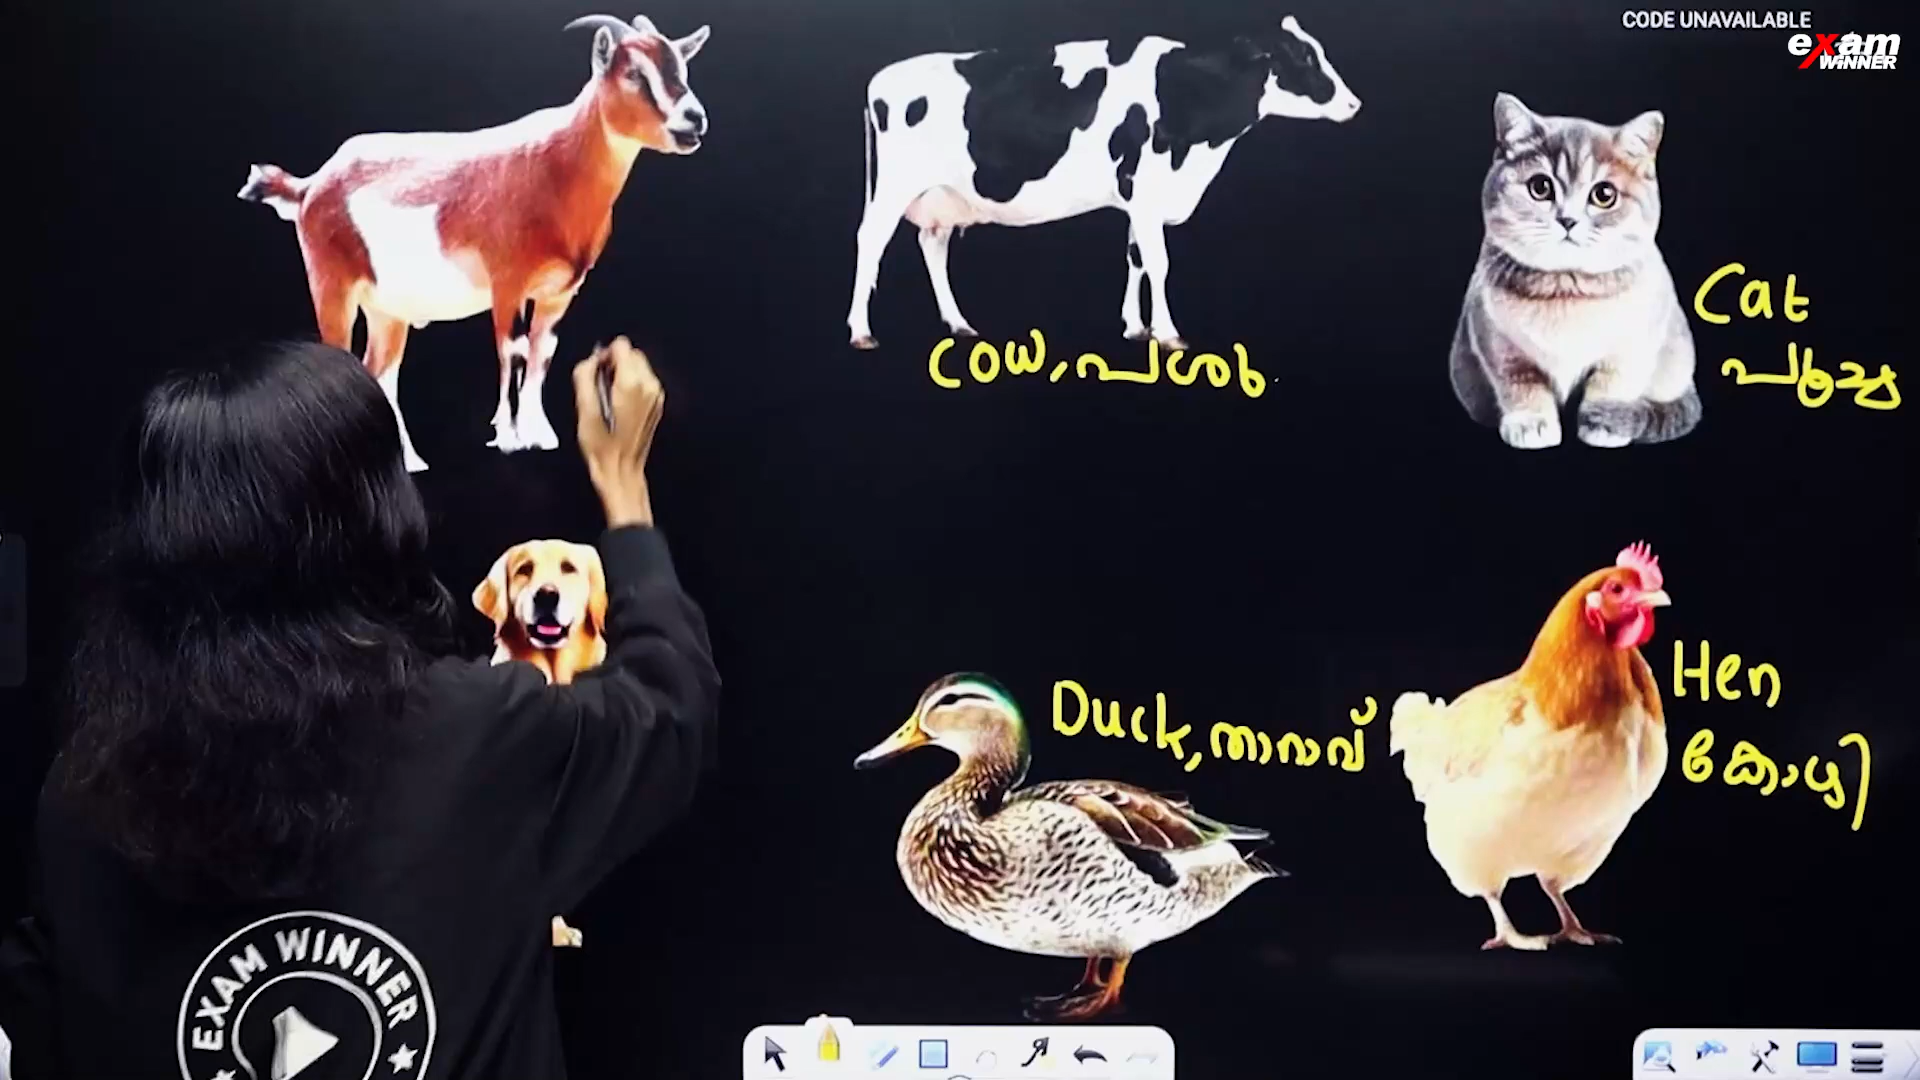 CODE UNAVAILABLE
exam
WINNER
Cat
പൂച്ച
COW, പശു.
Hen
Duck, താറാവ്
കോഴി
EXAM WINNER